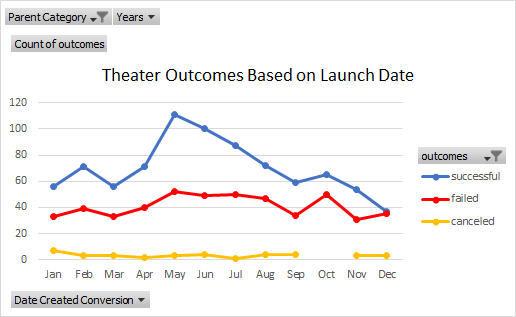 Parent Category Years
Count of outcomes
Theater Outcomes Based on Launch Date
120
100
80
60
40
20
0
Jan Feb Mar Apr May Jun Jul Aug Sep Oct Nov Dec
outcomes
successful
failed
canceled
Date Created Conversion